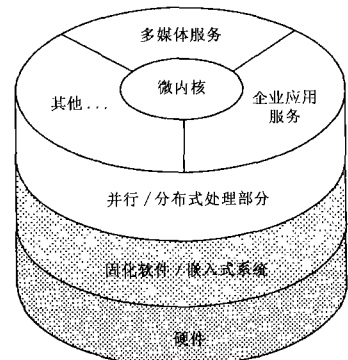 多媒体服务
微内核
其他...
企业应用
服务
并行/分布式处理部分
固化软件/嵌入式系统
硬件